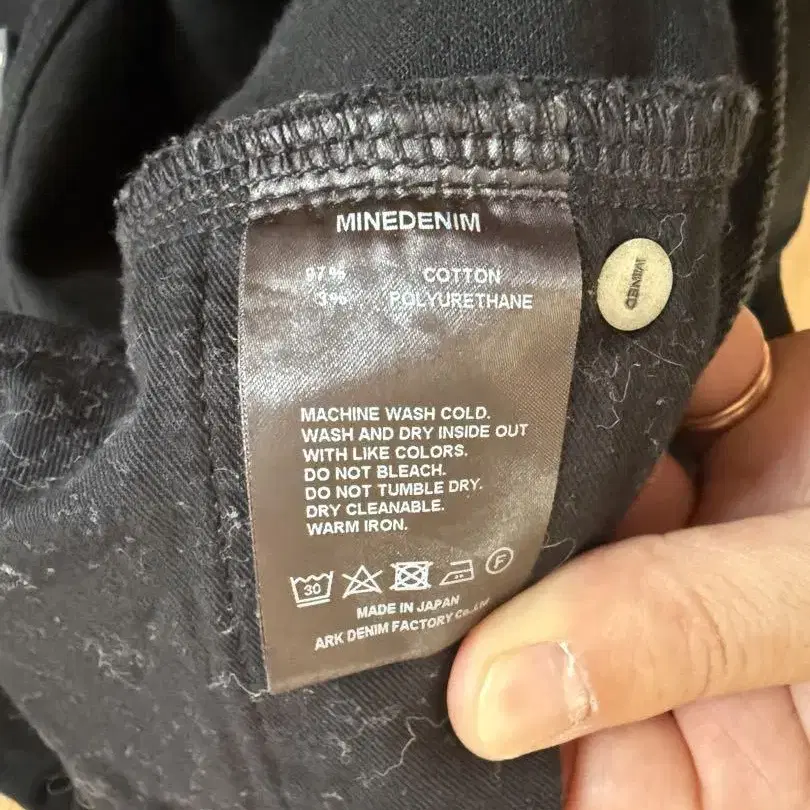 MINEDENIM
97% COTTON
3% POLYURETHANE
MINED
MACHINE WASH COLD.
WASH AND DRY INSIDE OUT
WITH LIKE COLORS.
DO NOT BLEACH.
DO NOT TUMBLE DRY.
DRY CLEANABLE.
WARM IRON.
30
F
MADE IN JAPAN
ARK DENIM FACTORY Co.,Ltd